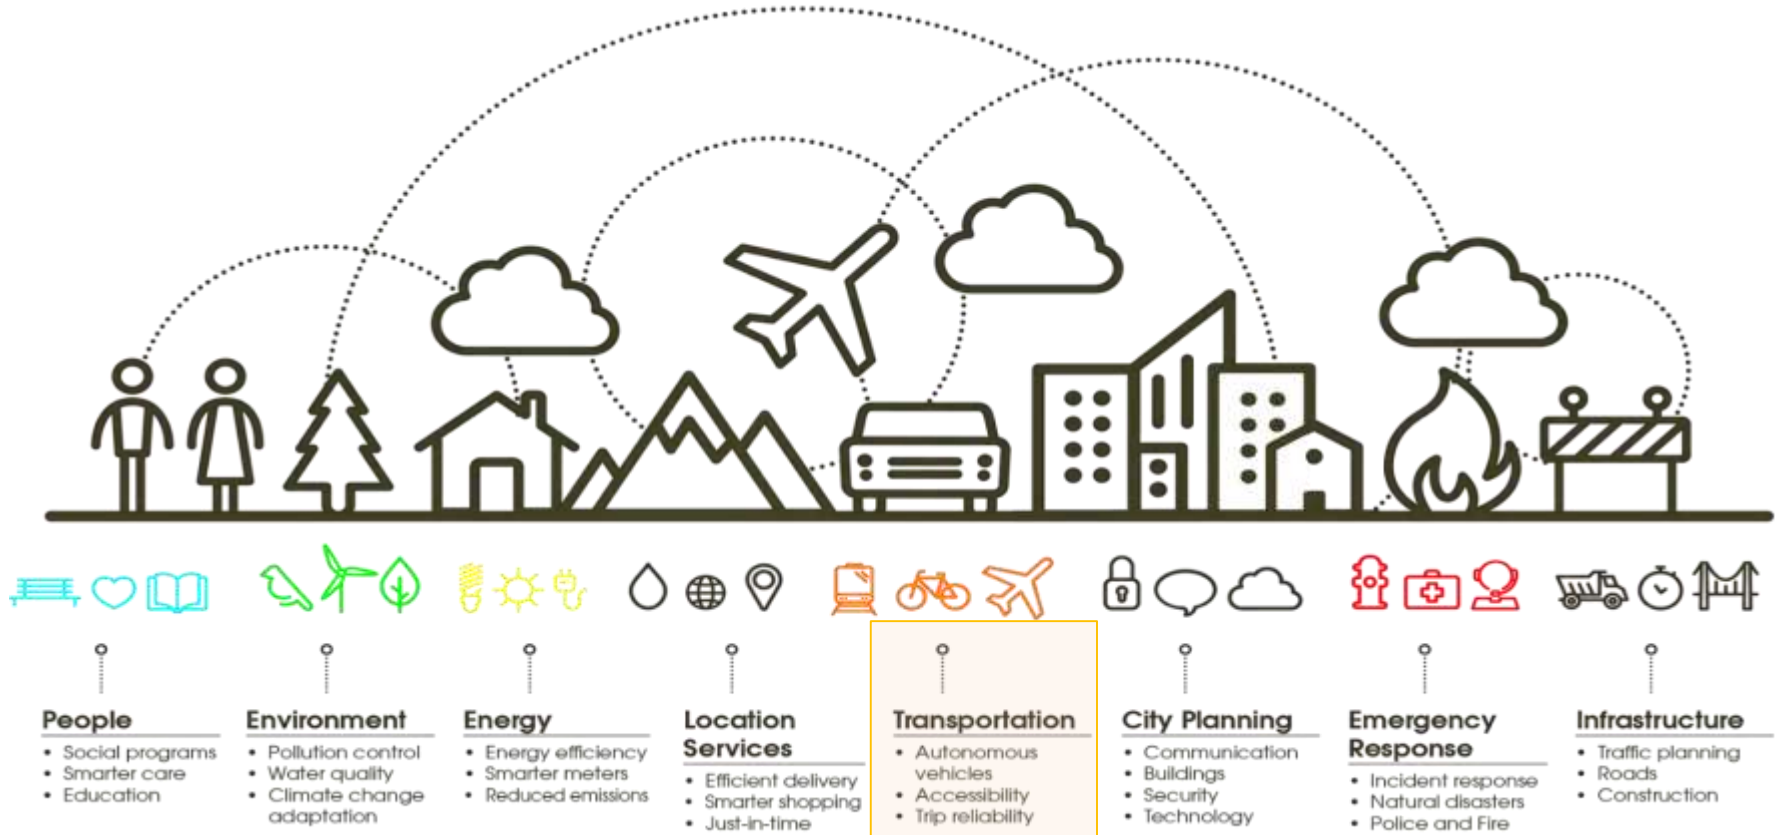 People
• Social programs
• Smarter care
• Education
Environment
• Pollution control
• Water quality
• Climate change
adaptation
Energy
• Energy efficiency
• Smarter meters
• Reduced emissions
Location
Services
• Efficient delivery
• Smarter shopping
• Just-in-time
Transportation
• Autonomous
vehicles
• Accessibility
• Trip reliability
City Planning
• Communication
• Buildings
• Security
• Technology
Emergency
Response
• Incident response
• Natural disasters
• Police and Fire
Infrastructure
• Traffic planning
• Roads
• Construction